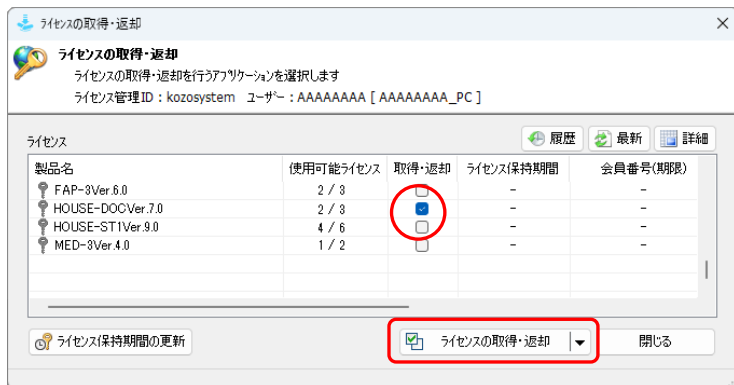 ライセンスの取得・返却
ライセンスの取得・返却
ライセンスの取得・返却を行うアプリケーションを選択します
ライセンス管理ID：kozosystem ユーザー：AAAAAAAA [ AAAAAAAA_PC ]
ライセンス 履歴 最新 詳細
製品名 使用可能ライセンス 取得・返却 ライセンス保持期間 会員番号(期限)
FAP-3Ver.6.0 2 / 3 - -
HOUSE-DOCVer.7.0 2 / 3 - -
HOUSE-ST1Ver.9.0 4 / 6 - -
MED-3Ver.4.0 1 / 2 - -
ライセンス保持期間の更新 ライセンスの取得・返却 閉じる